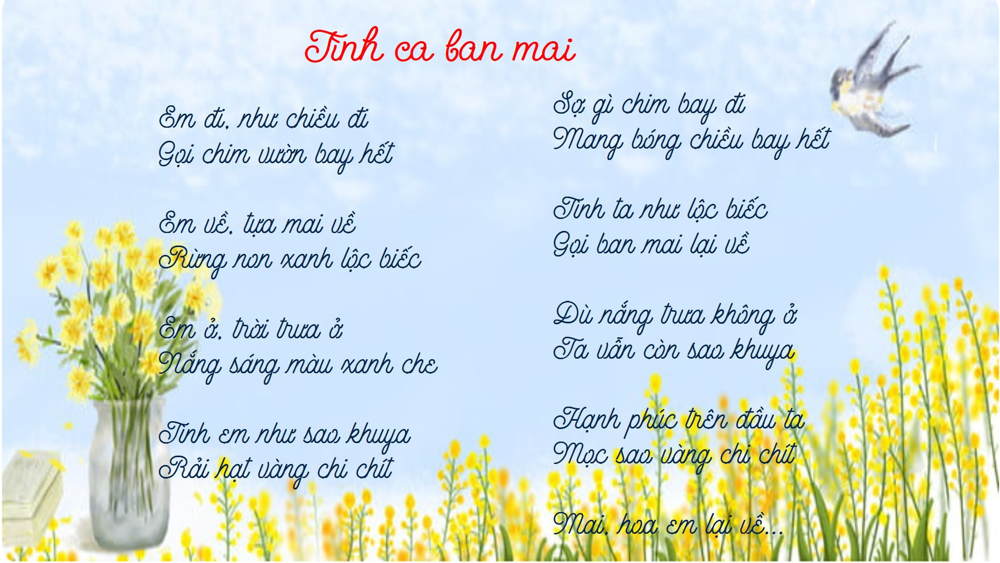 Tình ca ban mai
Em đi, như chiều đi
Gọi chim vườn bay hết
Em về, tựa mai về
Rừng non xanh lộc biếc
Em ở, trời trưa ở
Nắng sáng màu xanh che
Tình em như sao khuya
Rải hạt vàng chi chít
Sợ gì chim bay đi
Mang bóng chiều bay hết
Tình ta như lộc biếc
Gọi ban mai lại về
Dù nắng trưa không ở
Ta vẫn còn sao khuya
Hạnh phúc trên đầu ta
Mọc sao vàng chi chít
Mai, hoa em lại về...